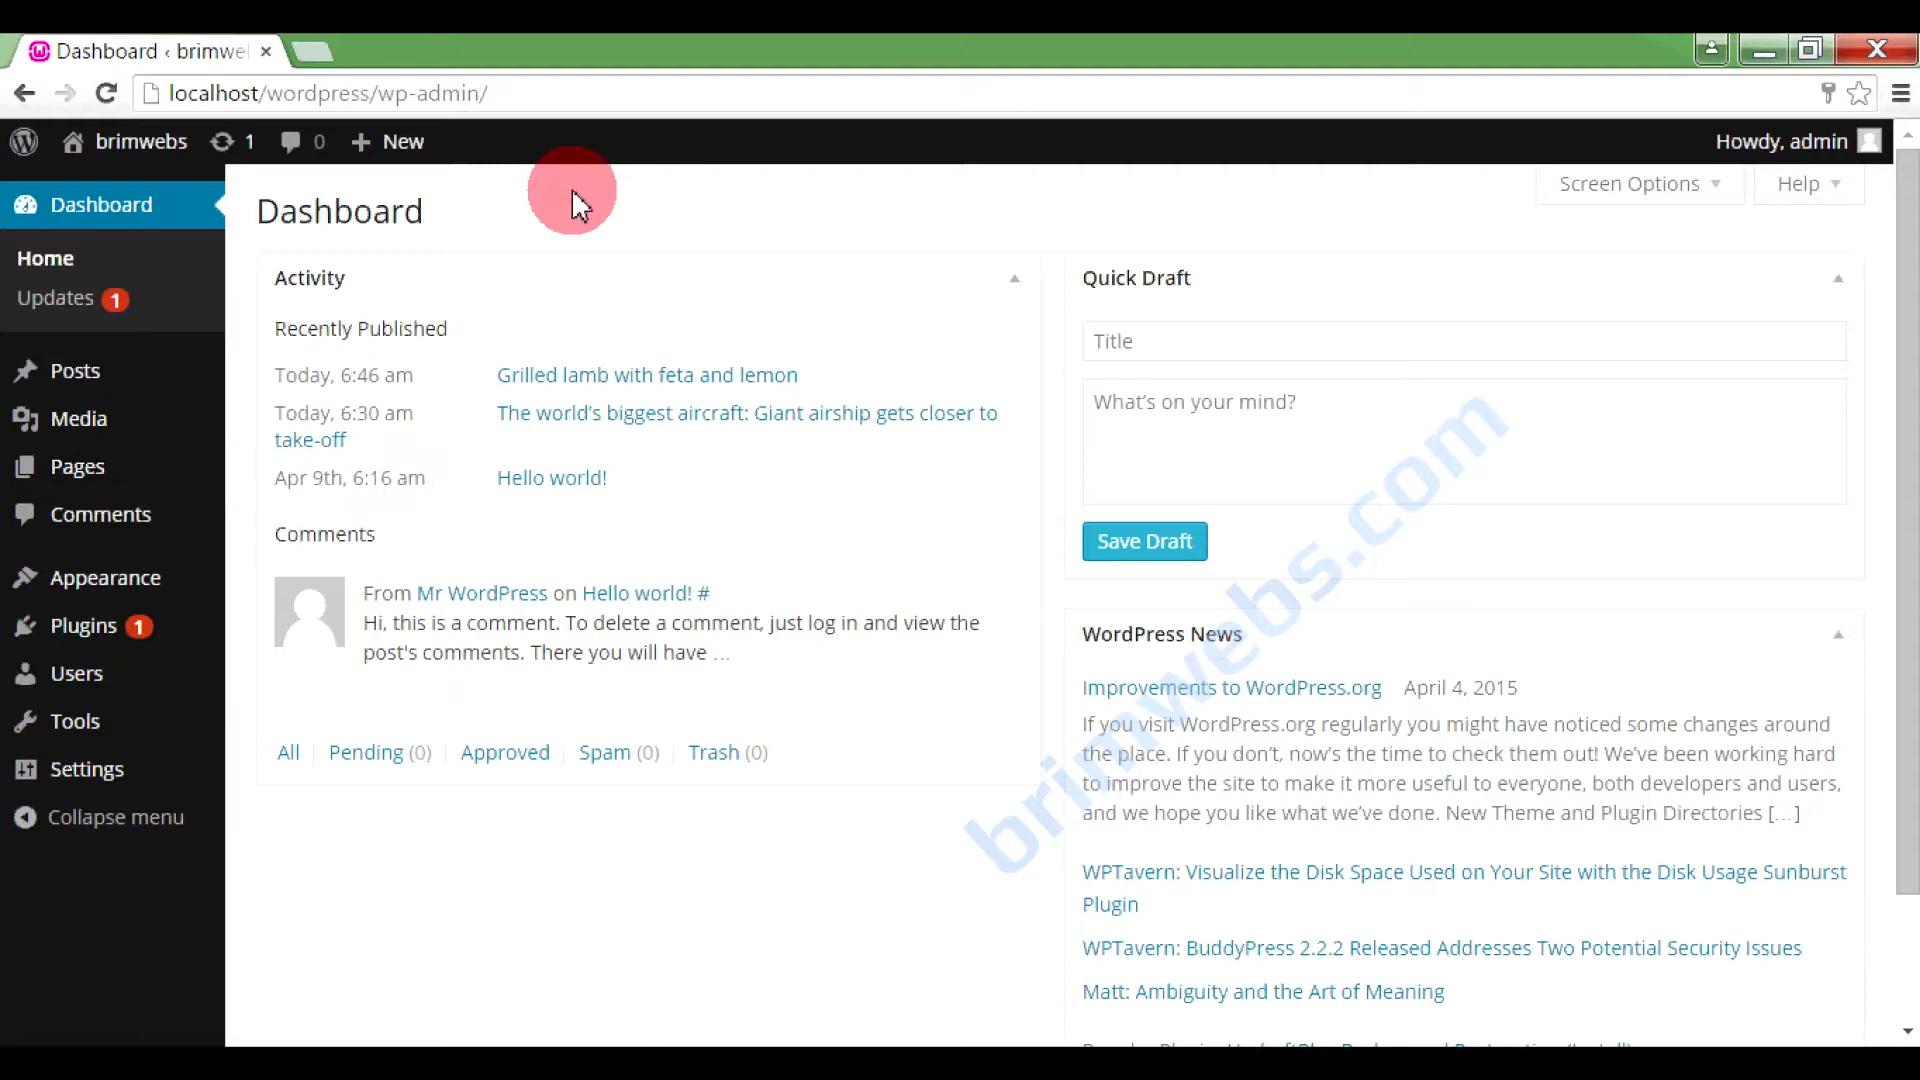 Dashboard ‹ brimwe
localhost/wordpress/wp-admin/
brimwebs 1 0 New
Howdy, admin
Dashboard
Home
Updates 1
Posts
Media
Pages
Comments
Appearance
Plugins 1
Users
Tools
Settings
Collapse menu
Screen Options Help
Dashboard
Activity
Recently Published
Today, 6:46 am Grilled lamb with feta and lemon
Today, 6:30 am The world's biggest aircraft: Giant airship gets closer to
take-off
Apr 9th, 6:16 am Hello world!
Comments
From Mr WordPress on Hello world! #
Hi, this is a comment. To delete a comment, just log in and view the
post's comments. There you will have …
All Pending (0) Approved Spam (0) Trash (0)
Quick Draft
Title
What's on your mind?
Save Draft
WordPress News
Improvements to WordPress.org April 4, 2015
If you visit WordPress.org regularly you might have noticed some changes around
the place. If you don't, now's the time to check them out! We've been working hard
to improve the site to make it more useful to everyone, both developers and users,
and we hope you like what we've done. New Theme and Plugin Directories […]
WPTavern: Visualize the Disk Space Used on Your Site with the Disk Usage Sunburst
Plugin
WPTavern: BuddyPress 2.2.2 Released Addresses Two Potential Security Issues
Matt: Ambiguity and the Art of Meaning
brimwebs.com